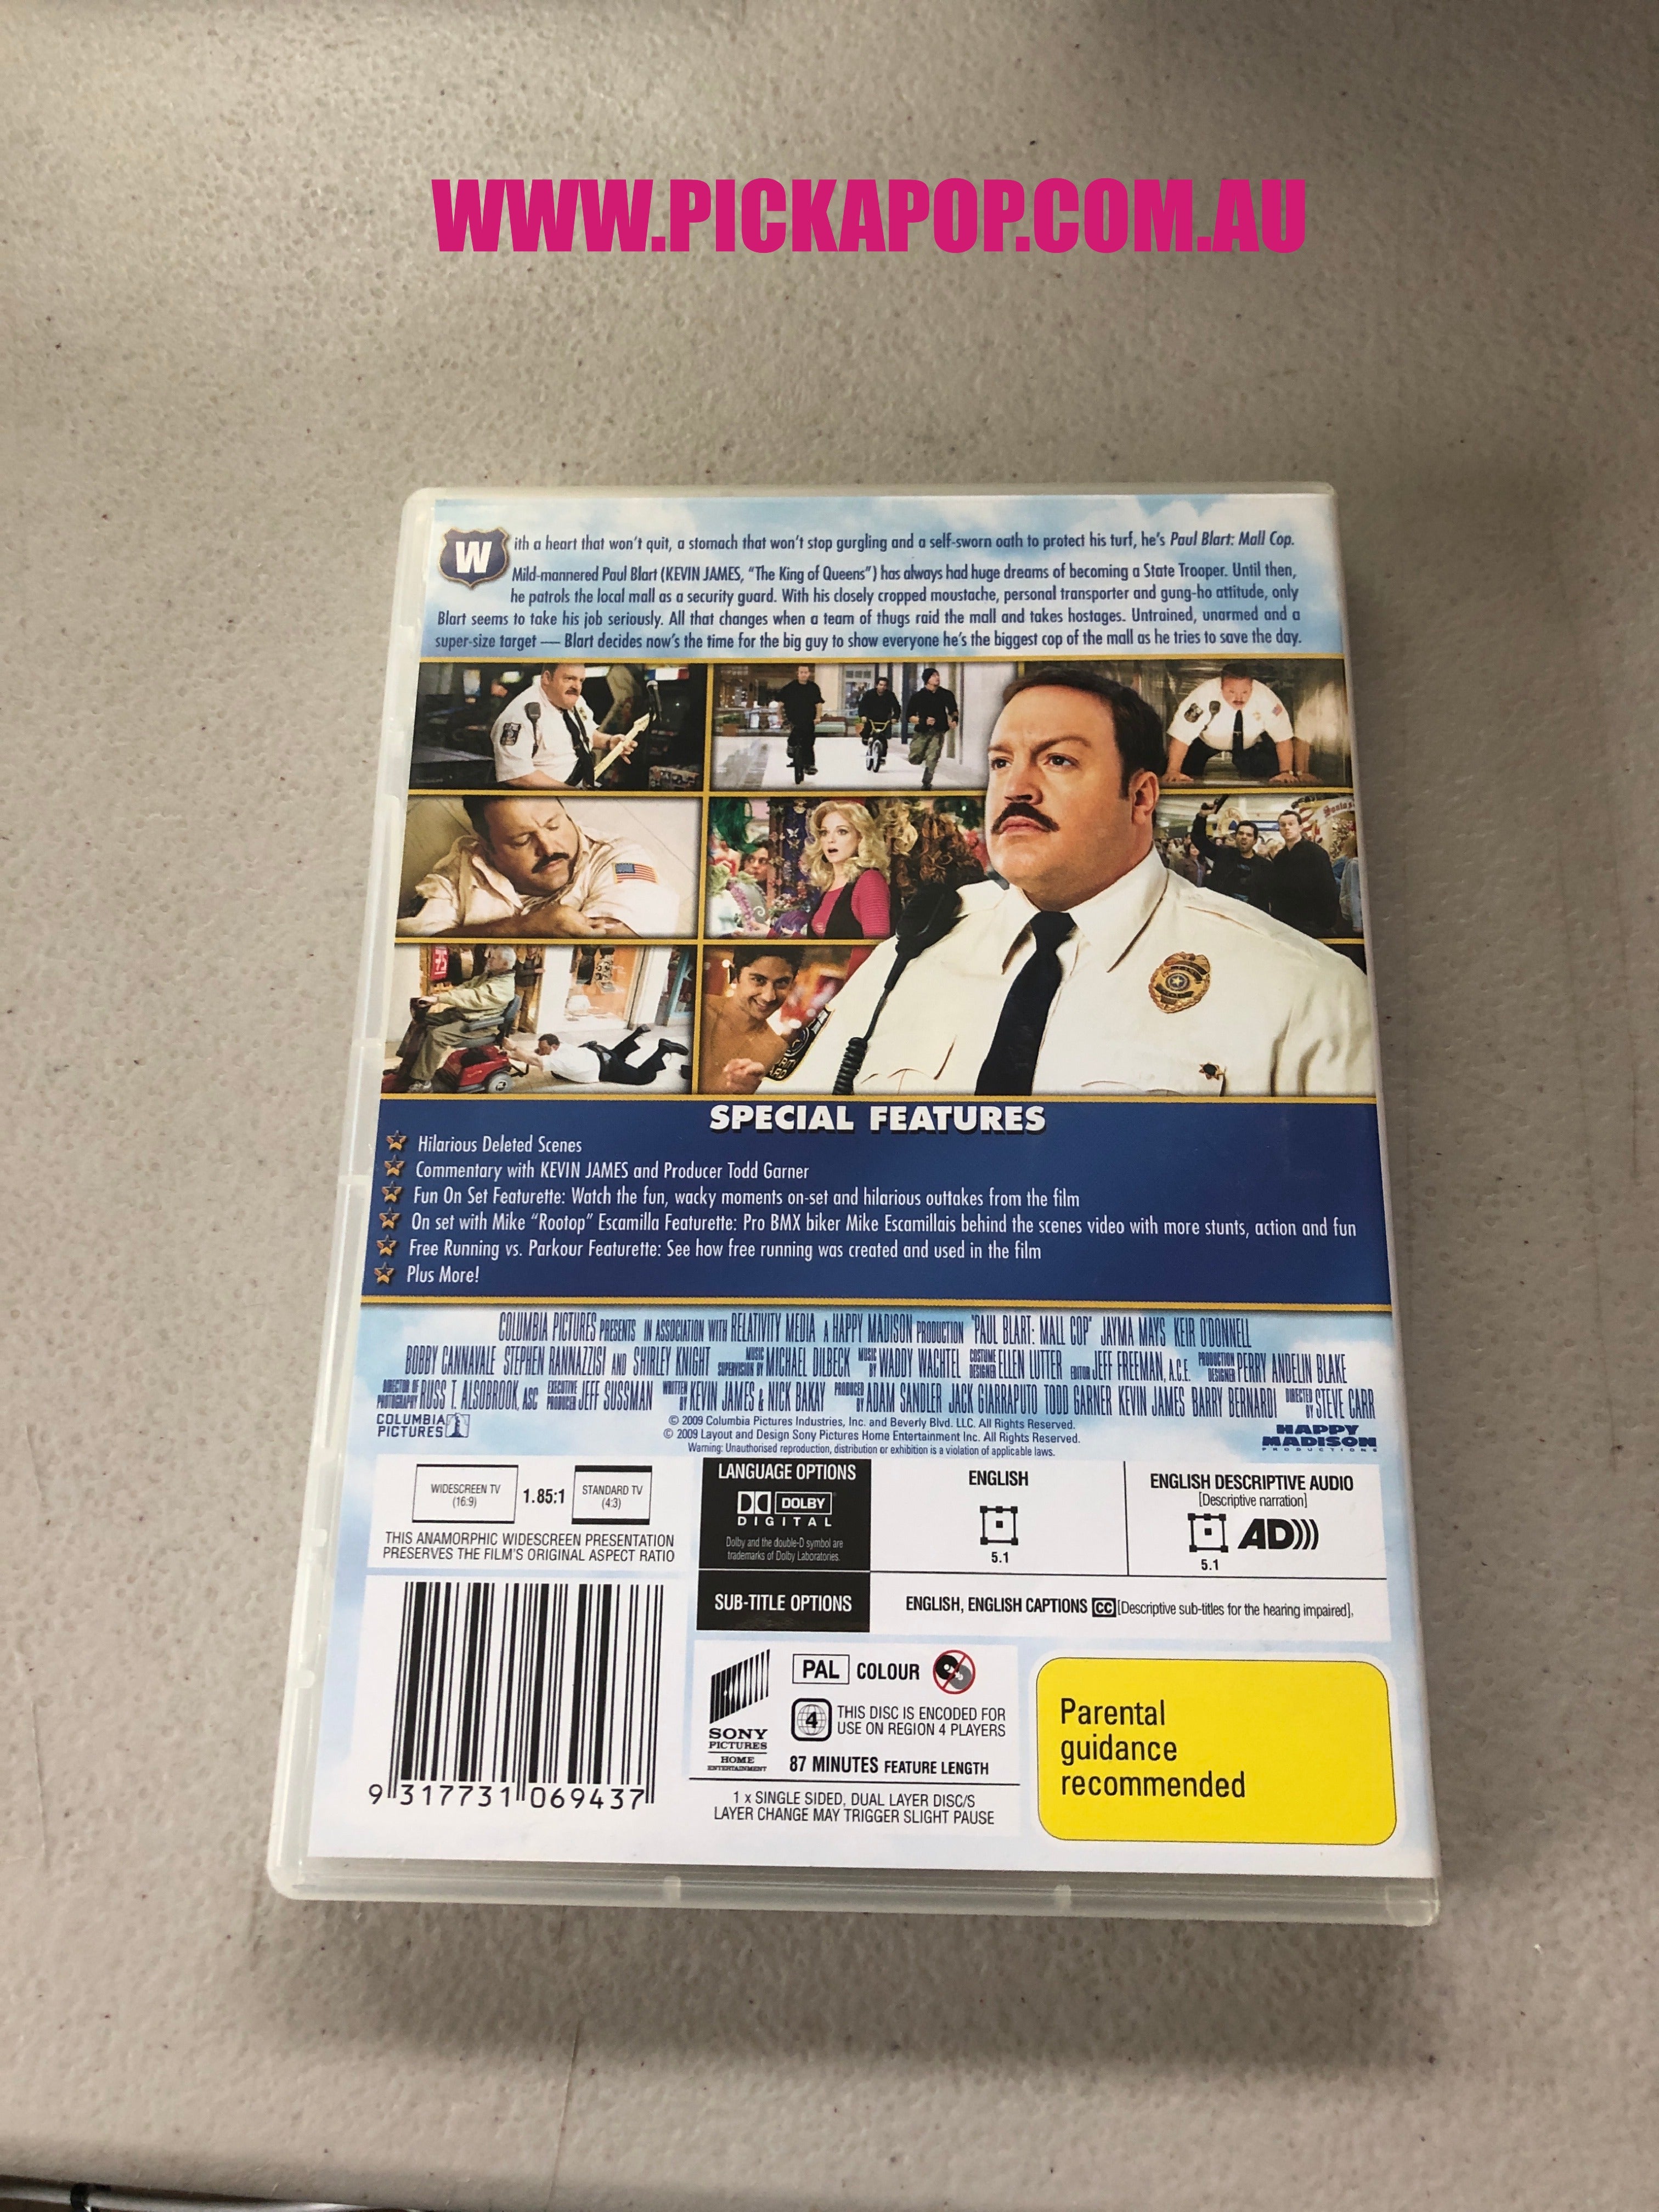 WWW.PICKAPOP.COM.AU
With a heart that won't quit, a stomach that won't stop gurgling and a self-sworn oath to protect his turf, he's Paul Blart: Mall Cop.
Mild-mannered Paul Blart (KEVIN JAMES, "The King of Queens") has always had huge dreams of becoming a State Trooper. Until then,
he patrols the local mall as a security guard. With his closely cropped moustache, personal transporter and gung-ho attitude, only
Blart seems to take his job seriously. All that changes when a team of thugs raid the mall and takes hostages. Untrained, unarmed and a
super-size target — Blart decides now's the time for the big guy to show everyone he's the biggest cop of the mall as he tries to save the day.
SPECIAL FEATURES
Hilarious Deleted Scenes
Commentary with KEVIN JAMES and Producer Todd Garner
Fun On Set Featurette: Watch the fun, wacky moments on-set and hilarious outtakes from the film
On set with Mike "Rootop" Escamilla Featurette: Pro BMX biker Mike Escamillais behind the scenes video with more stunts, action and fun
Free Running vs. Parkour Featurette: See how free running was created and used in the film
Plus More!
COLUMBIA PICTURES PRESENTS IN ASSOCIATION WITH RELATIVITY MEDIA A HAPPY MADISON PRODUCTION "PAUL BLART: MALL COP" JAYMA MAYS KEIR O'DONNELL
BOBBY CANNAVALE STEPHEN RANNAZZISI AND SHIRLEY KNIGHT MUSIC SUPERVISION BY MICHAEL DILBECK MUSIC BY WADDY WACHTEL COSTUME DESIGNER ELLEN LUTTER EDITOR JEFF FREEMAN, A.C.E. PRODUCTION DESIGNER PERRY ANDELIN BLAKE
DIRECTOR OF PHOTOGRAPHY RUSS T. ALSOBROOK, ASC EXECUTIVE PRODUCER JEFF SUSSMAN WRITTEN BY KEVIN JAMES & NICK BAKAY PRODUCED BY ADAM SANDLER JACK GIARRAPUTO TODD GARNER KEVIN JAMES BARRY BERNARDI DIRECTED BY STEVE CARR
COLUMBIA
PICTURES
© 2009 Columbia Pictures Industries, Inc. and Beverly Blvd. LLC. All Rights Reserved.
© 2009 Layout and Design Sony Pictures Home Entertainment Inc. All Rights Reserved.
Warning: Unauthorised reproduction, distribution or exhibition is a violation of applicable laws.
HAPPY
MADISON
PRODUCTIONS
WIDESCREEN TV
(16:9)
1.85:1
STANDARD TV
(4:3)
THIS ANAMORPHIC WIDESCREEN PRESENTATION
PRESERVES THE FILM'S ORIGINAL ASPECT RATIO
LANGUAGE OPTIONS
DOLBY
DIGITAL
Dolby and the double-D symbol are
trademarks of Dolby Laboratories.
ENGLISH
5.1
ENGLISH DESCRIPTIVE AUDIO
[Descriptive narration]
AD)))
5.1
SUB-TITLE OPTIONS
ENGLISH, ENGLISH CAPTIONS CC [Descriptive sub-titles for the hearing impaired],
9 317731 069437
SONY
PICTURES
HOME
ENTERTAINMENT
PAL COLOUR
4 THIS DISC IS ENCODED FOR
USE ON REGION 4 PLAYERS
87 MINUTES FEATURE LENGTH
1 x SINGLE SIDED, DUAL LAYER DISC/S
LAYER CHANGE MAY TRIGGER SLIGHT PAUSE
Parental
guidance
recommended